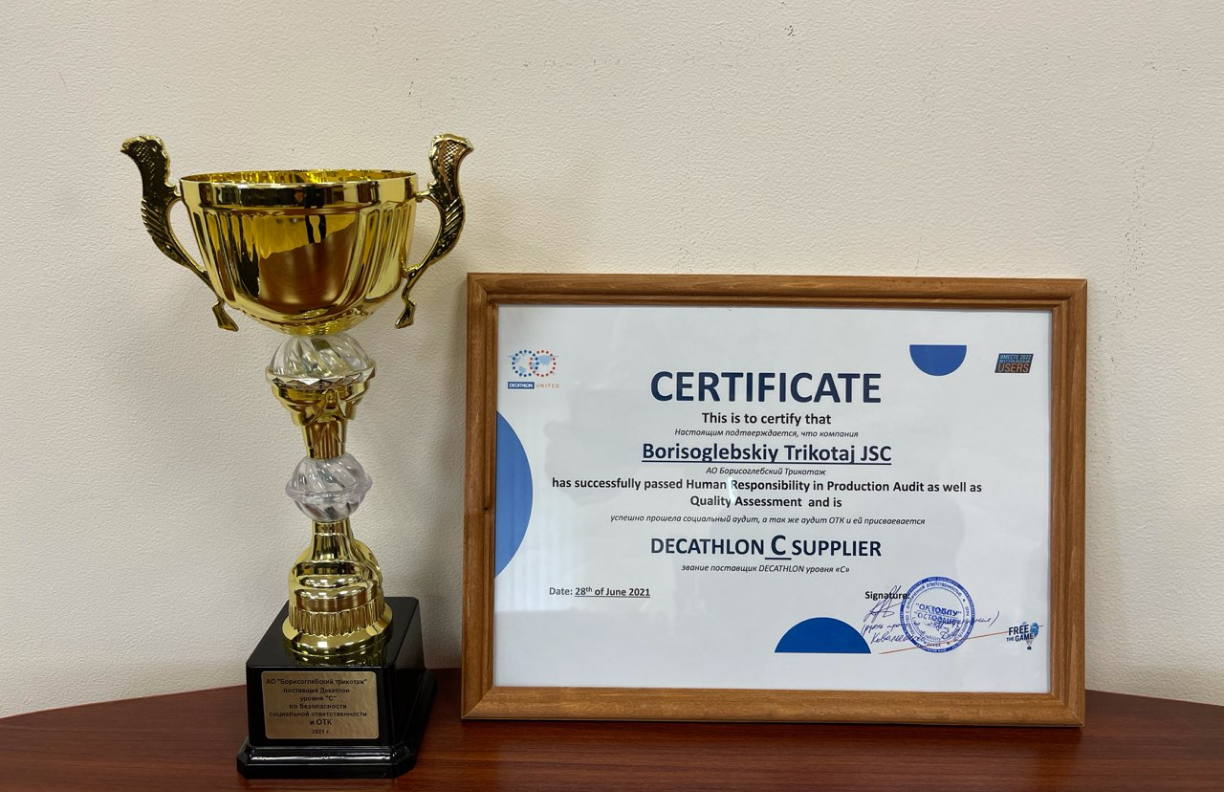 АО "Борисоглебский трикотаж"
поставщик Декатлон
уровня "С"
по безопасности
социальной ответственности
и ОТК
2021 г.
DECATHLON UNITED
ВМЕСТЕ 2022
USERS
CERTIFICATE
This is to certify that
Настоящим подтверждается, что компания
Borisoglebskiy Trikotaj JSC
АО Борисоглебский Трикотаж
has successfully passed Human Responsibility in Production Audit as well as
Quality Assessment and is
успешно прошла социальный аудит, а так же аудит ОТК и ей присваевается
DECATHLON C SUPPLIER
звание поставщик DECATHLON уровня «С»
Date: 28th of June 2021
Signature:
"ОКТОБЛУ"
FREE
THE GAME